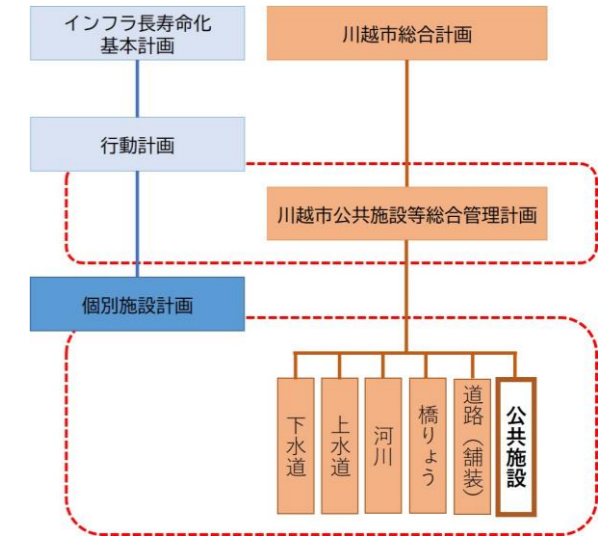 インフラ長寿命化
基本計画
川越市総合計画
行動計画
川越市公共施設等総合管理計画
個別施設計画
下水道
上水道
河川
橋りょう
道路（舗装）
公共施設